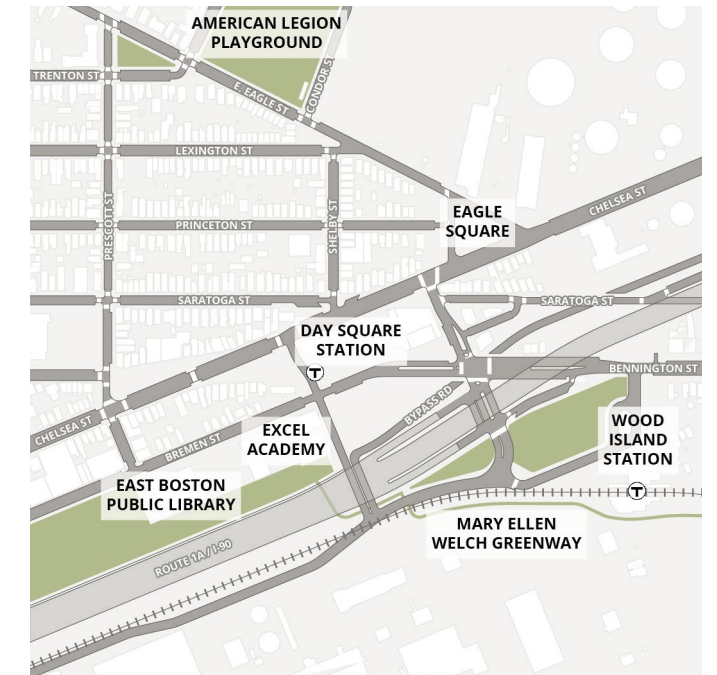 AMERICAN LEGION
PLAYGROUND
TRENTON ST
E. EAGLE ST
CONDOR ST
LEXINGTON ST
PRESCOTT ST
SHELBY ST
PRINCETON ST
EAGLE
SQUARE
CHELSEA ST
SARATOGA ST
SARATOGA ST
DAY SQUARE
STATION
T
BENNINGTON ST
BYPASS RD
CHELSEA ST
BREMEN ST
EXCEL
ACADEMY
WOOD
ISLAND
STATION
T
EAST BOSTON
PUBLIC LIBRARY
MARY ELLEN
WELCH GREENWAY
ROUTE 1A / I-90